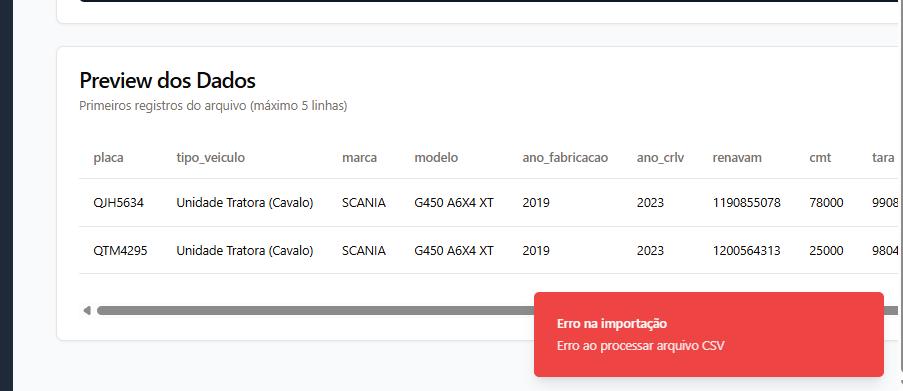 Preview dos Dados
Primeiros registros do arquivo (máximo 5 linhas)
placa tipo_veiculo marca modelo ano_fabricacao ano_crlv renavam cmt tara
QJH5634 Unidade Tratora (Cavalo) SCANIA G450 A6X4 XT 2019 2023 1190855078 78000 9908
QTM4295 Unidade Tratora (Cavalo) SCANIA G450 A6X4 XT 2019 2023 1200564313 25000 9804
Erro na importação
Erro ao processar arquivo CSV